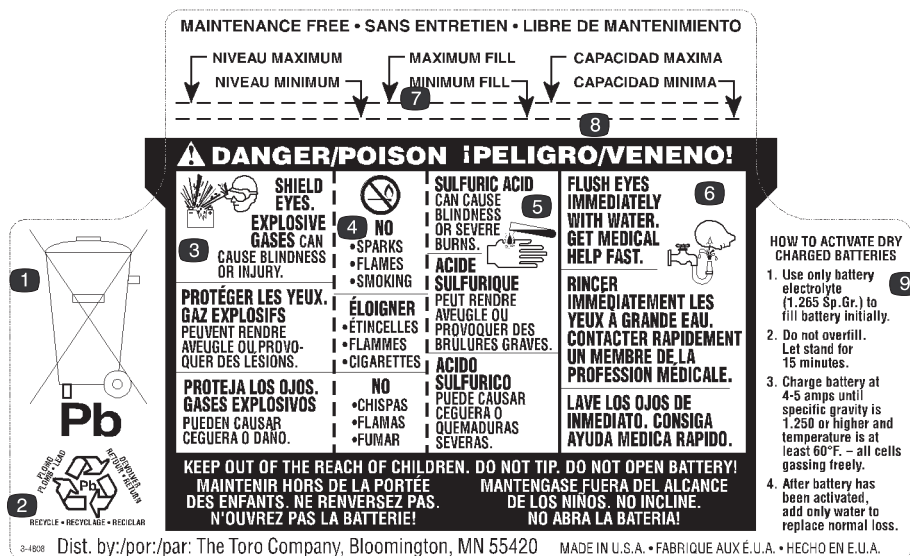 MAINTENANCE FREE • SANS ENTRETIEN • LIBRE DE MANTENIMIENTO
NIVEAU MAXIMUM
MAXIMUM FILL
CAPACIDAD MAXIMA
NIVEAU MINIMUM
MINIMUM FILL
CAPACIDAD MINIMA
7
8
DANGER/POISON ¡PELIGRO/VENENO!
SHIELD
EYES.
EXPLOSIVE
GASES CAN
CAUSE BLINDNESS
OR INJURY.
3
PROTÉGER LES YEUX.
GAZ EXPLOSIFS
PEUVENT RENDRE
AVEUGLE OU PROVO-
QUER DES LESIONS.
PROTEJA LOS OJOS.
GASES EXPLOSIVOS
PUEDEN CAUSAR
CEGUERA O DAÑO.
4
NO
•SPARKS
•FLAMES
•SMOKING
ÉLOIGNER
•ÉTINCELLES
•FLAMMES
•CIGARETTES
NO
•CHISPAS
•FLAMAS
•FUMAR
SULFURIC ACID
CAN CAUSE
BLINDNESS
OR SEVERE
BURNS.
5
ACIDE
SULFURIQUE
PEUT RENDRE
AVEUGLE OU
PROVOQUER DES
BRÛLURES GRAVES.
ACIDO
SULFURICO
PUEDE CAUSAR
CEGUERA O
QUEMADURAS
SEVERAS.
FLUSH EYES
IMMEDIATELY
WITH WATER.
GET MEDICAL
HELP FAST.
6
RINCER
IMMEDIATEMENT LES
YEUX À GRANDE EAU.
CONTACTER RAPIDEMENT
UN MEMBRE DE LA
PROFESSION MÉDICALE.
LAVE LOS OJOS DE
INMEDIATO. CONSIGA
AYUDA MEDICA RAPIDO.
KEEP OUT OF THE REACH OF CHILDREN. DO NOT TIP. DO NOT OPEN BATTERY!
MAINTENIR HORS DE LA PORTÉE
DES ENFANTS. NE RENVERSEZ PAS.
N'OUVREZ PAS LA BATTERIE!
MANTENGASE FUERA DEL ALCANCE
DE LOS NIÑOS. NO INCLINE.
NO ABRA LA BATERIA!
1
Pb
2
PLOMO
PLOMB • LEAD
DEVOLVER
RETOUR • RETURN
Pb
RECYCLE • RECYCLAGE • RECICLAR
HOW TO ACTIVATE DRY
CHARGED BATTERIES
9
1. Use only battery
electrolyte
(1.265 Sp.Gr.) to
fill battery initially.
2. Do not overfill.
Let stand for
15 minutes.
3. Charge battery at
4-5 amps until
specific gravity is
1.250 or higher and
temperature is at
least 60°F. – all cells
gassing freely.
4. After battery has
been activated,
add only water to
replace normal loss.
3-4808 Dist. by:/por:/par: The Toro Company, Bloomington, MN 55420 MADE IN U.S.A. • FABRIQUE AUX É.U.A. • HECHO EN E.U.A.